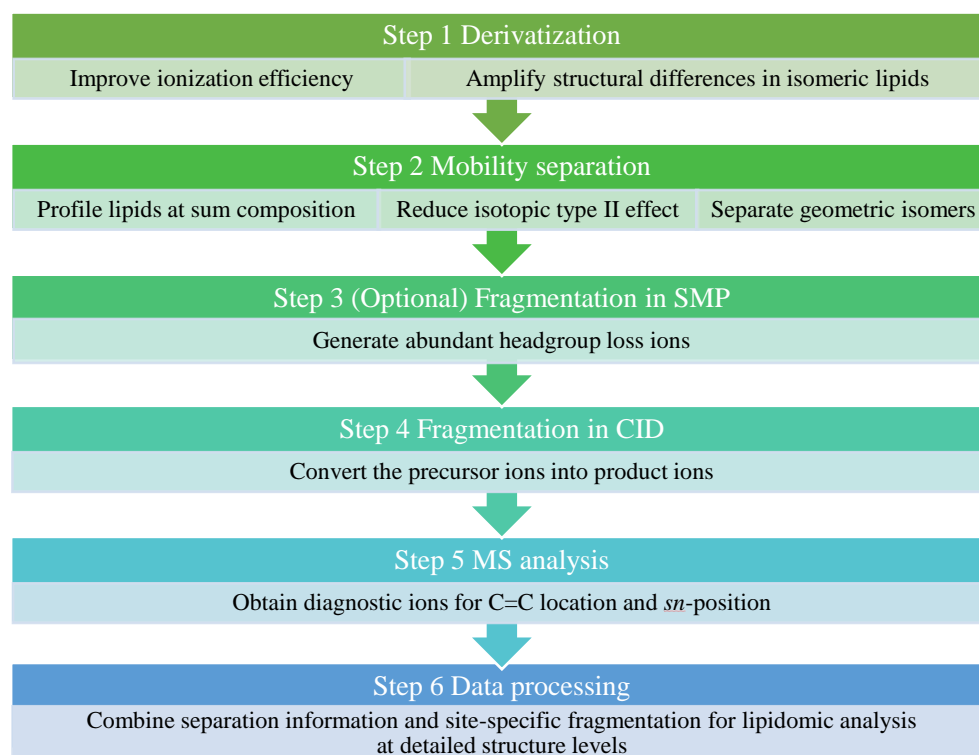 Step 1 Derivatization
Improve ionization efficiency
Amplify structural differences in isomeric lipids
Step 2 Mobility separation
Profile lipids at sum composition
Reduce isotopic type II effect
Separate geometric isomers
Step 3 (Optional) Fragmentation in SMP
Generate abundant headgroup loss ions
Step 4 Fragmentation in CID
Convert the precursor ions into product ions
Step 5 MS analysis
Obtain diagnostic ions for C=C location and sn-position
Step 6 Data processing
Combine separation information and site-specific fragmentation for lipidomic analysis
at detailed structure levels